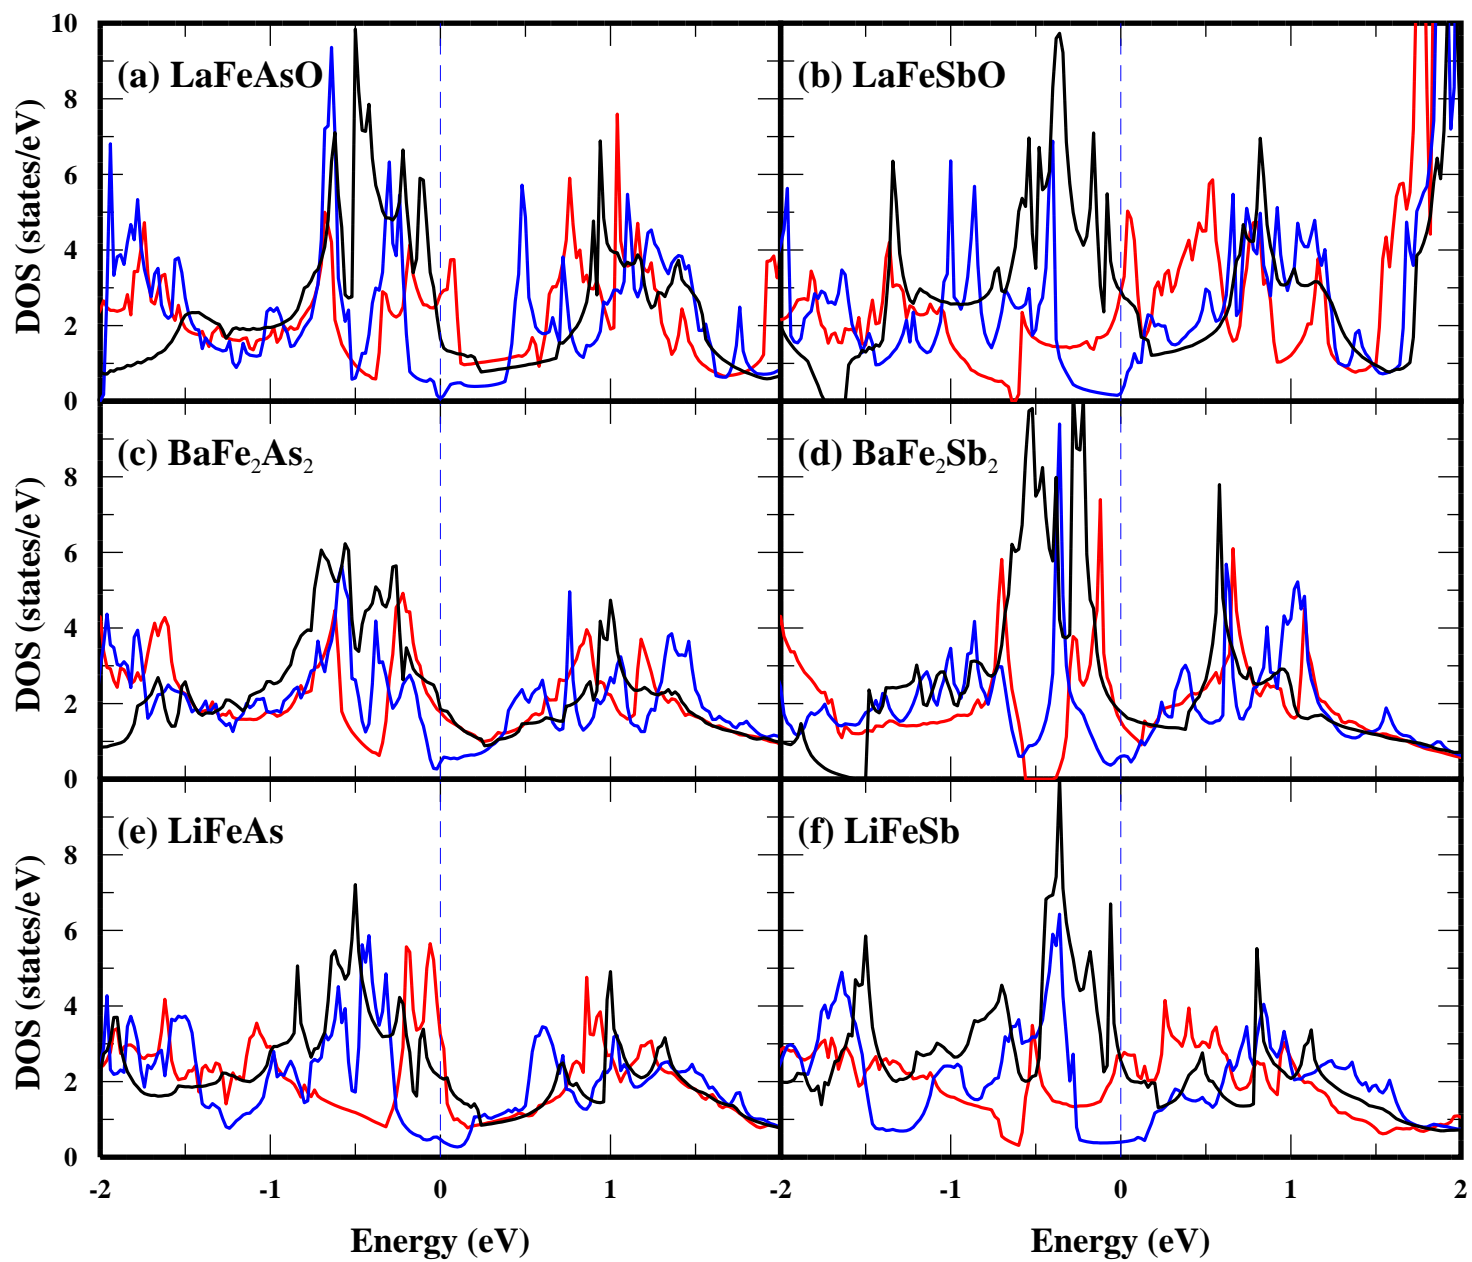 10
8
6
4
2
0
DOS (states/eV)
(a) LaFeAsO
(b) LaFeSbO
8
6
4
2
0
DOS (states/eV)
(c) BaFe₂As₂
(d) BaFe₂Sb₂
8
6
4
2
0
DOS (states/eV)
(e) LiFeAs
(f) LiFeSb
-2 -1 0 1 -2 -1 0 1 2
Energy (eV) Energy (eV)